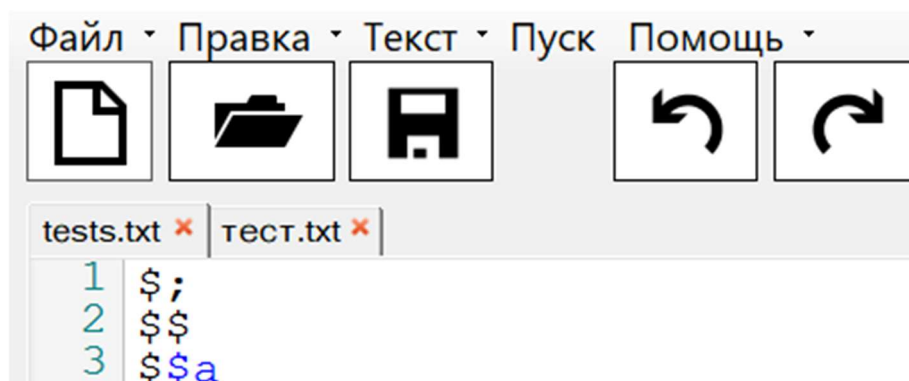 Файл Правка Текст Пуск Помощь
tests.txt тест.txt
1 $;
2 $$
3 $$a